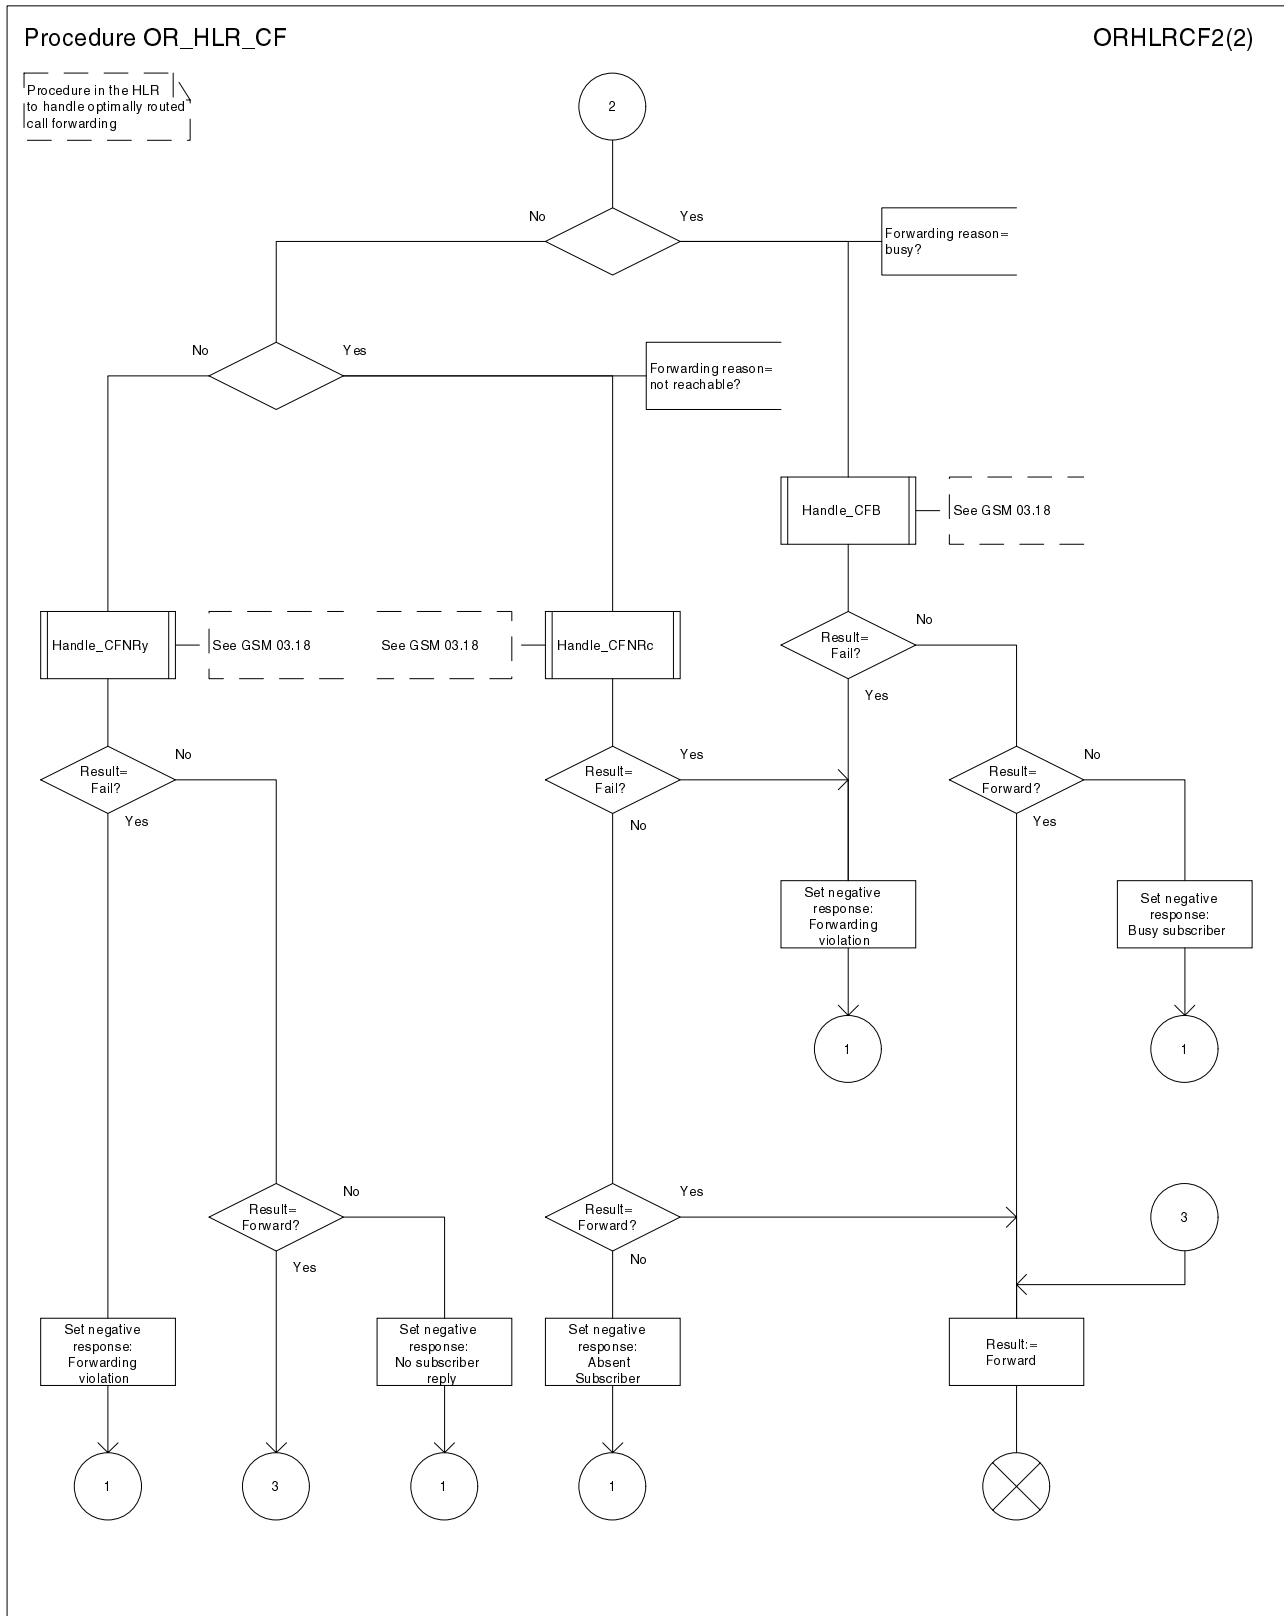 Procedure OR_HLR_CF
ORHLRCF2(2)
Procedure in the HLR
to handle optimally routed
call forwarding
2
No
Yes
Forwarding reason=
busy?
No
Yes
Forwarding reason=
not reachable?
Handle_CFB
See GSM 03.18
Handle_CFNRy
See GSM 03.18
See GSM 03.18
Handle_CFNRc
Result=
Fail?
No
Yes
Result=
Fail?
No
Yes
Result=
Fail?
Yes
No
Result=
Forward?
No
Yes
Set negative
response:
Forwarding
violation
Set negative
response:
Busy subscriber
1
1
Result=
Forward?
No
Yes
Result=
Forward?
Yes
No
3
Set negative
response:
Forwarding
violation
Set negative
response:
No subscriber
reply
Set negative
response:
Absent
Subscriber
Result:=
Forward
1
3
1
1